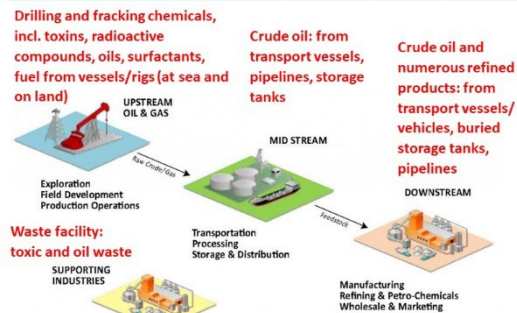 Drilling and fracking chemicals,
incl. toxins, radioactive
compounds, oils, surfactants,
fuel from vessels/rigs (at sea and
on land)
UPSTREAM
OIL & GAS
Exploration
Field Development
Production Operations
Raw Crude/Gas
Crude oil: from
transport vessels,
pipelines, storage
tanks
MID STREAM
Transportation
Processing
Storage & Distribution
Feedstock
Crude oil and
numerous refined
products: from
transport vessels/
vehicles, buried
storage tanks,
pipelines
DOWNSTREAM
Manufacturing
Refining & Petro-Chemicals
Wholesale & Marketing
Waste facility:
toxic and oil waste
SUPPORTING
INDUSTRIES